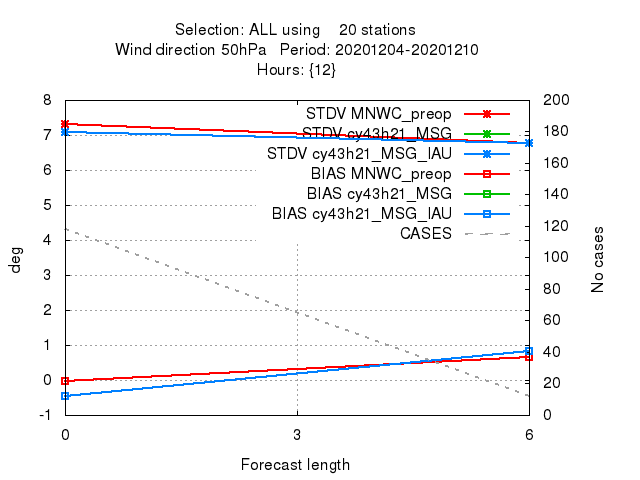 Selection: ALL using    20 stations
Wind direction 50hPa   Period: 20201204-20201210
Hours: {12}
8 200
7 180
6 160
5 140
4 120
3 100
2 80
1 60
0 40
-1 20
0
deg
No cases
STDV MNWC_preop
STDV cy43h21_MSG
STDV cy43h21_MSG_IAU
BIAS MNWC_preop
BIAS cy43h21_MSG
BIAS cy43h21_MSG_IAU
CASES
0 3 6
Forecast length